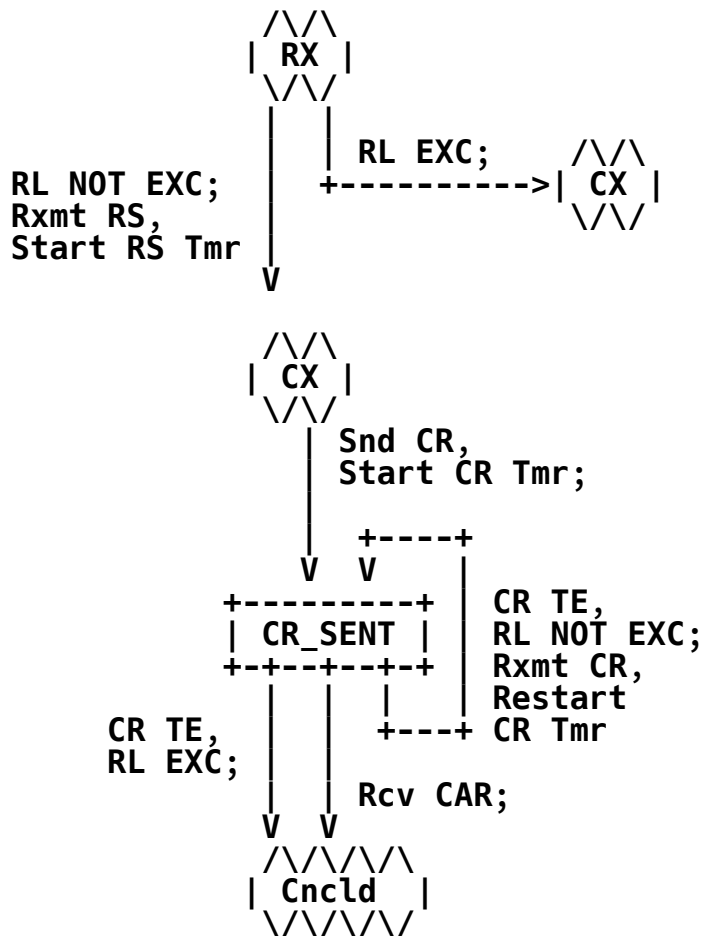 RX
RL EXC;
CX
RL NOT EXC;
Rxmt RS,
Start RS Tmr
CX
Snd CR,
Start CR Tmr;
CR_SENT
CR TE,
RL NOT EXC;
Rxmt CR,
Restart
CR Tmr
CR TE,
RL EXC;
Rcv CAR;
Cncld